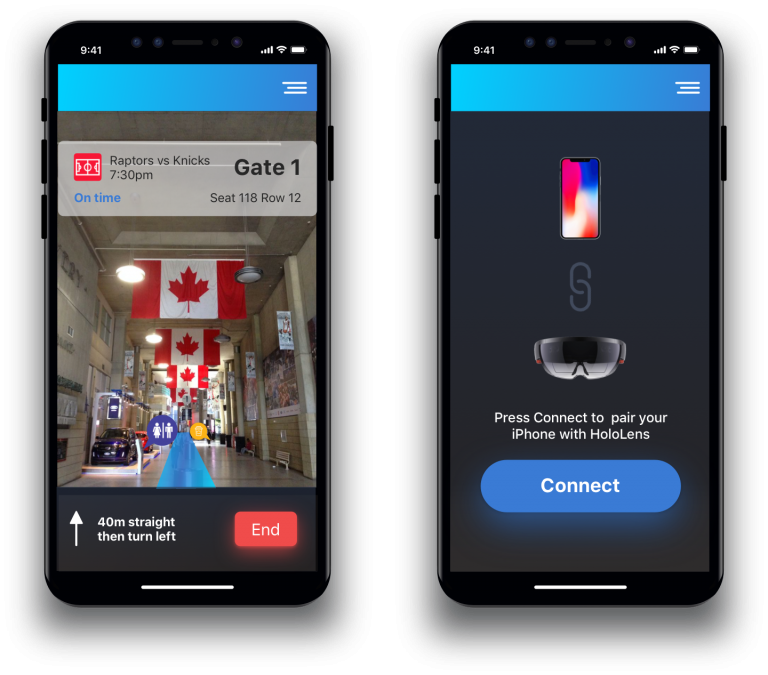 9:41
Raptors vs Knicks
7:30pm
Gate 1
On time
Seat 118 Row 12
40m straight
then turn left
End
9:41
Press Connect to pair your
iPhone with HoloLens
Connect